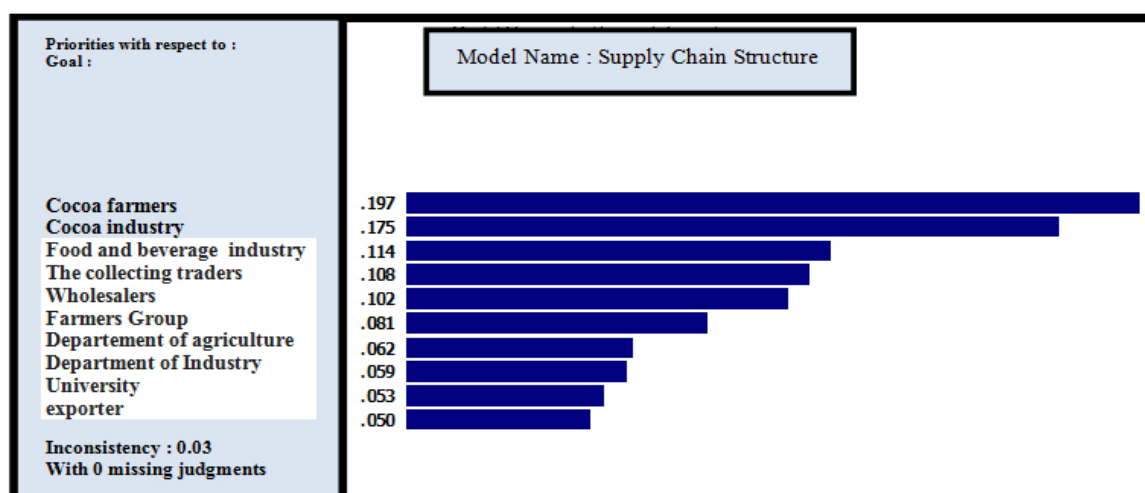 Priorities with respect to :
Goal :
Model Name : Supply Chain Structure
Cocoa farmers .197
Cocoa industry .175
Food and beverage industry .114
The collecting traders .108
Wholesalers .102
Farmers Group .081
Departement of agriculture .062
Department of Industry .059
University .053
exporter .050
Inconsistency : 0.03
With 0 missing judgments